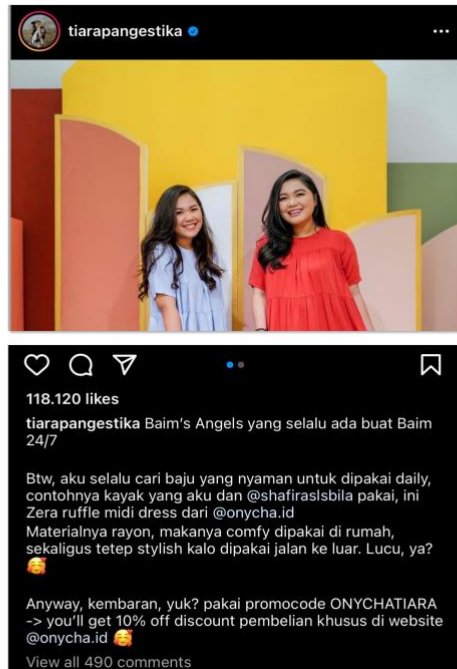 tiarapangestika
118.120 likes
tiarapangestika Baim's Angels yang selalu ada buat Baim
24/7
Btw, aku selalu cari baju yang nyaman untuk dipakai daily,
contohnya kayak yang aku dan @shafiraslsbila pakai, ini
Zera ruffle midi dress dari @onycha.id
Materialnya rayon, makanya comfy dipakai di rumah,
sekaligus tetep stylish kalo dipakai jalan ke luar. Lucu, ya?
🥰
Anyway, kembaran, yuk? pakai promocode ONYCHATIARA
-> you'll get 10% off discount pembelian khusus di website
@onycha.id 🥰
View all 490 comments